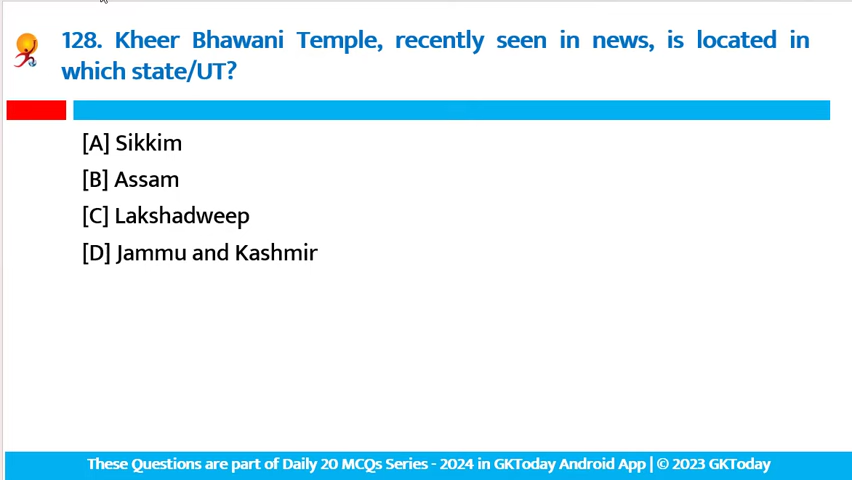 128. Kheer Bhawani Temple, recently seen in news, is located in
which state/UT?
[A] Sikkim
[B] Assam
[C] Lakshadweep
[D] Jammu and Kashmir
These Questions are part of Daily 20 MCQs Series - 2024 in GKToday Android App | © 2023 GKToday